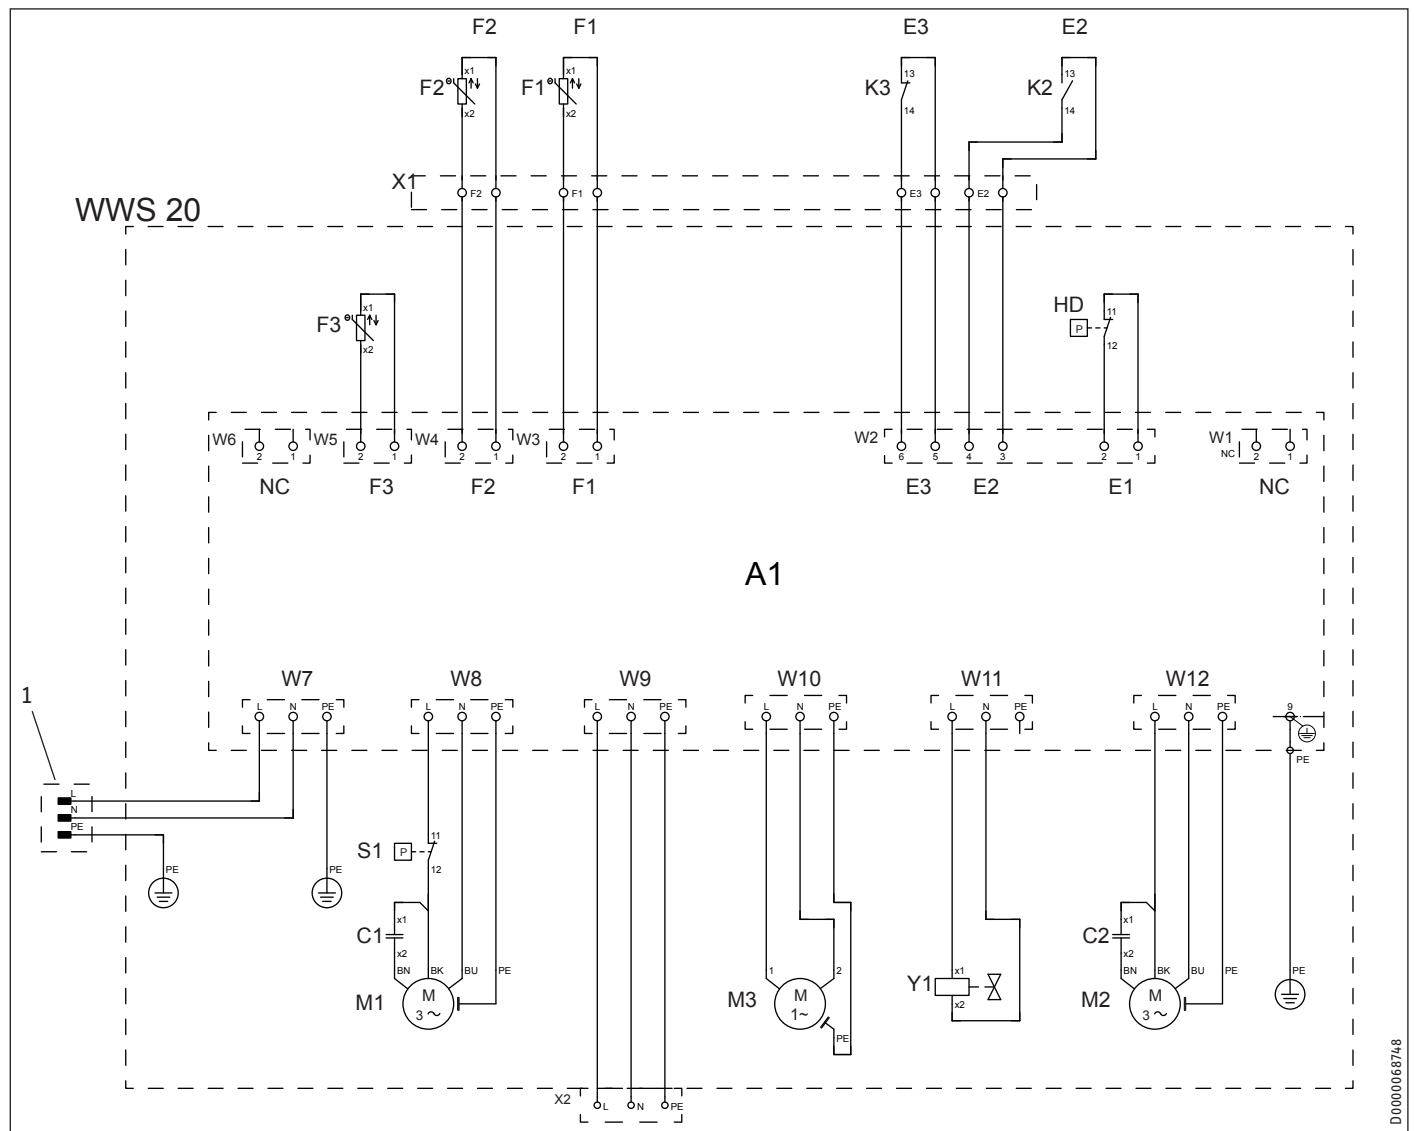 F2 F1 E3 E2
x1 x1 13 13
F2 F1 K3 K2
x2 x2 14 14
X1 F2 F1 E3 E2
WWS 20
x1 HD 11
F3 P
x2 12
W6 W5 W4 W3 W2 W1
NC
2 1 2 1 2 1 2 1 6 5 4 3 2 1 2 1
NC F3 F2 F1 E3 E2 E1 NC
A1
W7 W8 W9 W10 W11 W12
1
L N PE L N PE L N PE L N PE L N PE L N PE 9
PE
L
N
PE
11
S1 P
12
PE PE
x1 x1
C1 C2
x2 x2
BN BK BU PE 1 2 x1 BN BK BU PE PE
M1 M M3 M Y1 M2 M
3 ~ 1~ x2 3 ~
PE
X2 L N PE
D0000068748